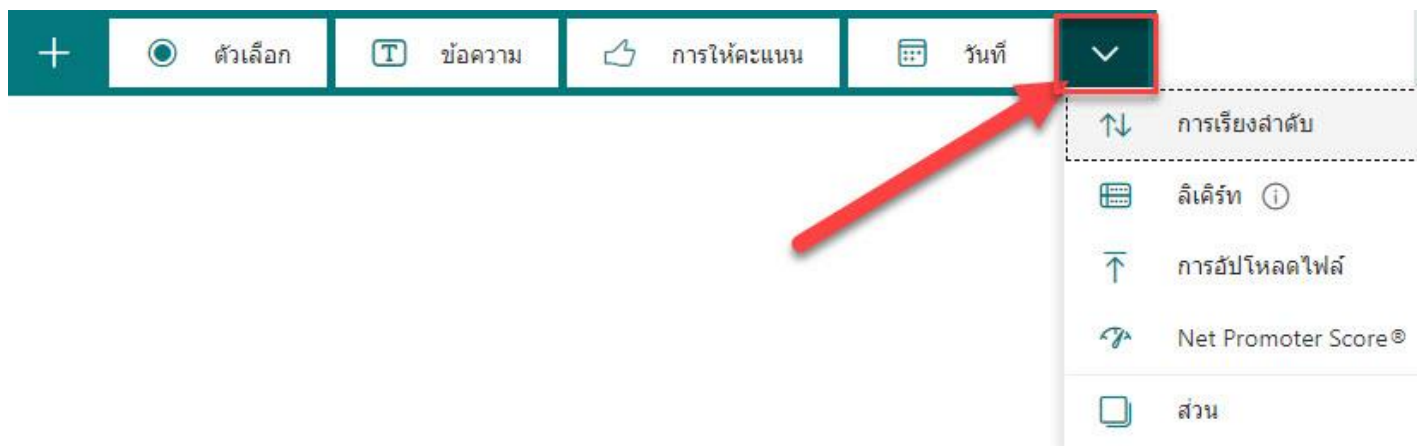 ตัวเลือก ข้อความ การให้คะแนน วันที่
การเรียงลำดับ
ลิเคิร์ท
การอัปโหลดไฟล์
Net Promoter Score®
ส่วน